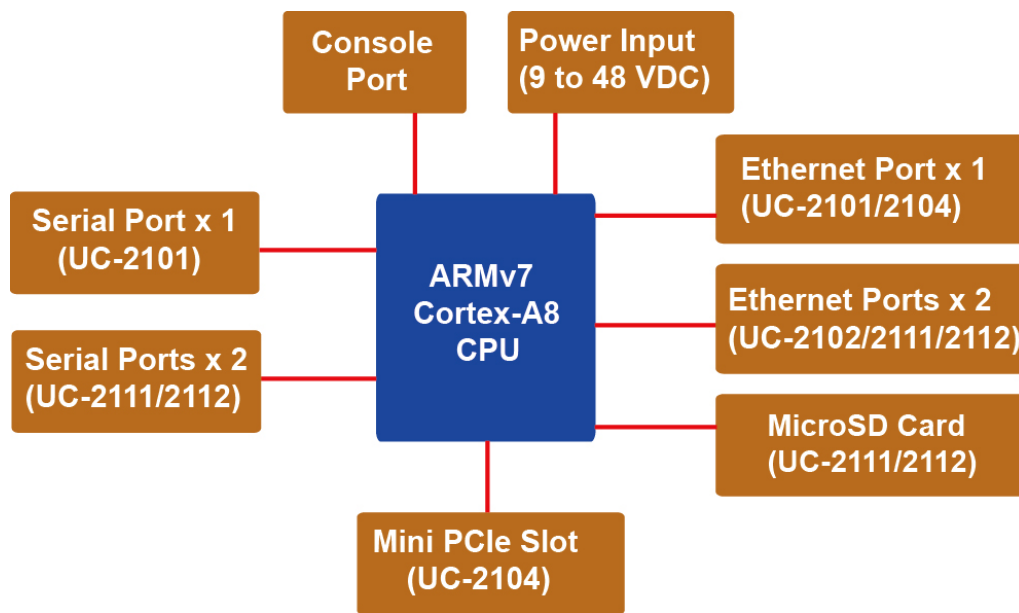 Console
Port
Power Input
(9 to 48 VDC)
Ethernet Port x 1
(UC-2101/2104)
Serial Port x 1
(UC-2101)
ARMv7
Cortex-A8
CPU
Ethernet Ports x 2
(UC-2102/2111/2112)
Serial Ports x 2
(UC-2111/2112)
MicroSD Card
(UC-2111/2112)
Mini PCIe Slot
(UC-2104)